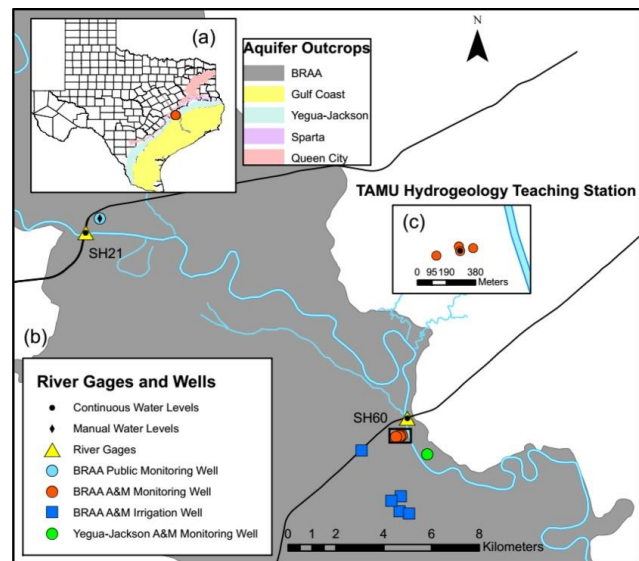 (a)
Aquifer Outcrops
BRAA
Gulf Coast
Yegua-Jackson
Sparta
Queen City
N
TAMU Hydrogeology Teaching Station
(c)
0 95190 380
Meters
SH21
(b)
River Gages and Wells
Continuous Water Levels
Manual Water Levels
River Gages
BRAA Public Monitoring Well
BRAA A&M Monitoring Well
BRAA A&M Irrigation Well
Yegua-Jackson A&M Monitoring Well
SH60
0 1 2 4 6 8
Kilometers